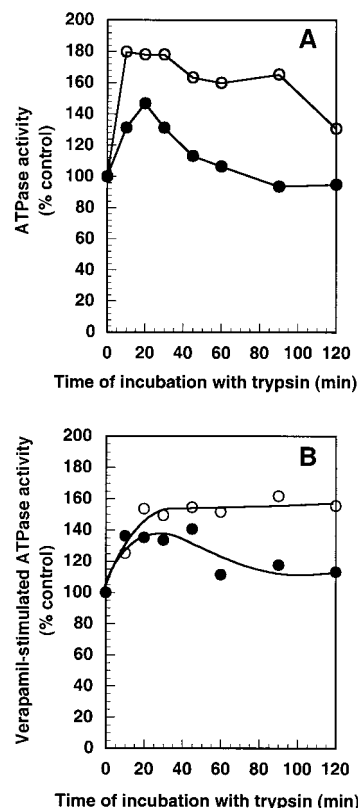 A
200
180
160
140
120
100
80
60
40
20
0
ATPase activity
(% control)
0 20 40 60 80 100 120
Time of incubation with trypsin (min)
B
200
180
160
140
120
100
80
60
40
20
0
Verapamil-stimulated ATPase activity
(% control)
0 20 40 60 80 100 120
Time of incubation with trypsin (min)